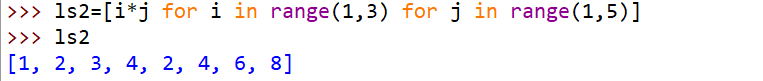 >>> ls2=[i*j for i in range(1,3) for j in range(1,5)]
>>> ls2
[1, 2, 3, 4, 2, 4, 6, 8]